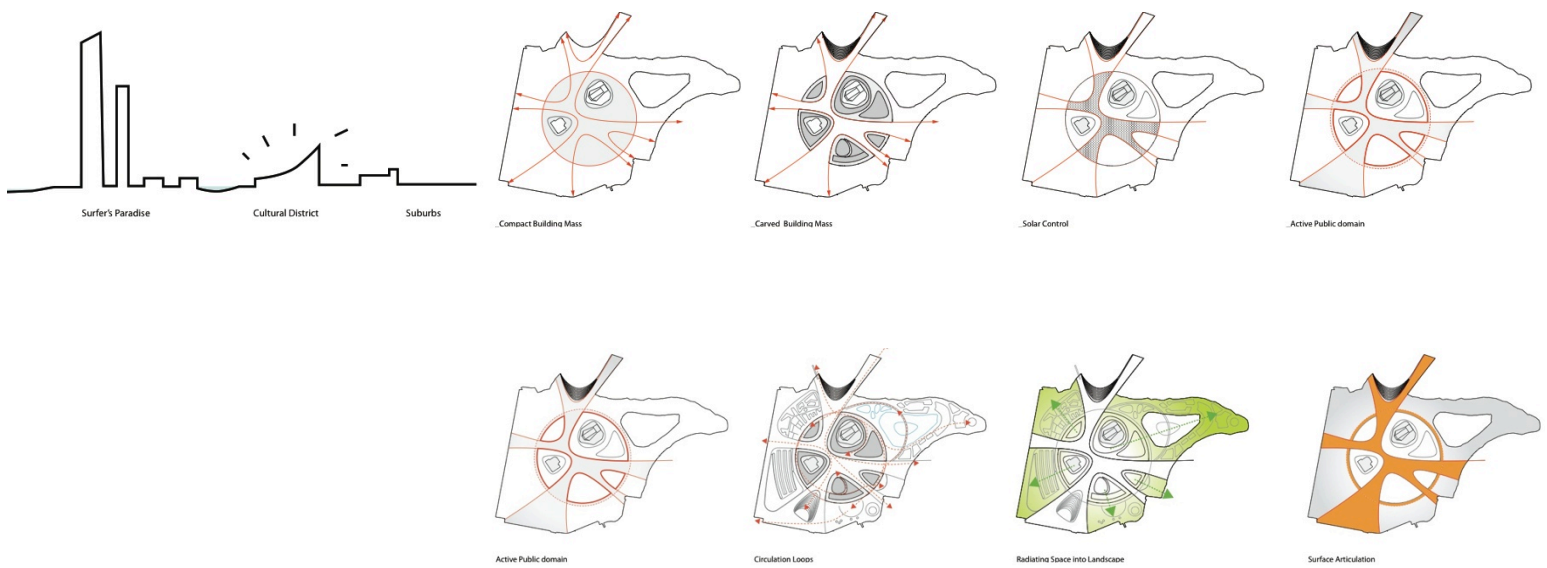 Surfer's Paradise
Cultural District
Suburbs
_Compact Building Mass
_Carved Building Mass
_Solar Control
_Active Public domain
Active Public domain
Circulation Loops
Radiating Space into Landscape
Surface Articulation